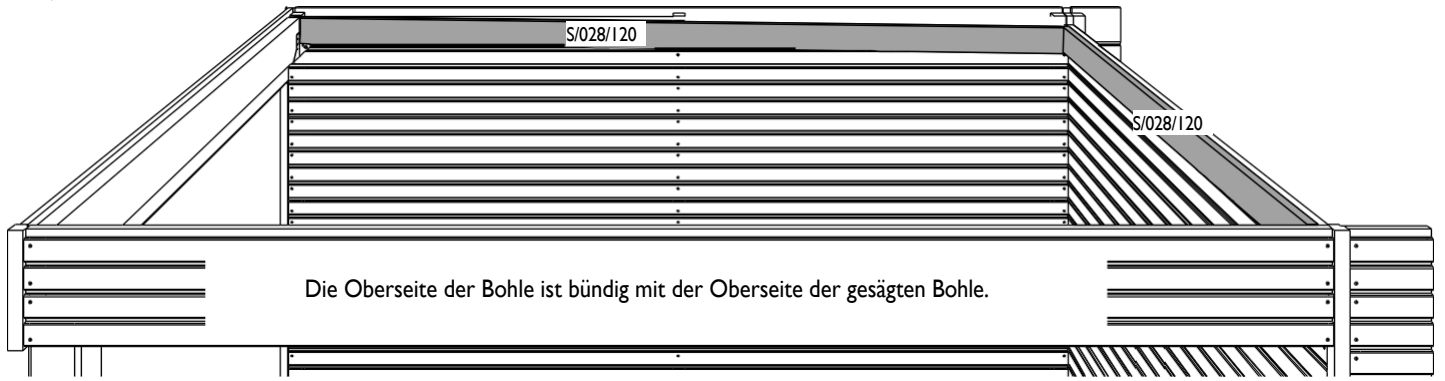 S/028/120
S/028/120
Die Oberseite der Bohle ist bündig mit der Oberseite der gesägten Bohle.